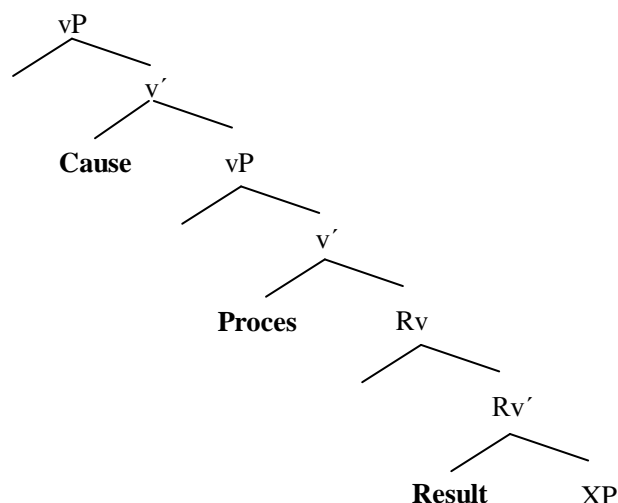 vP
v´
Cause
vP
v´
Proces
Rv
Rv´
Result XP